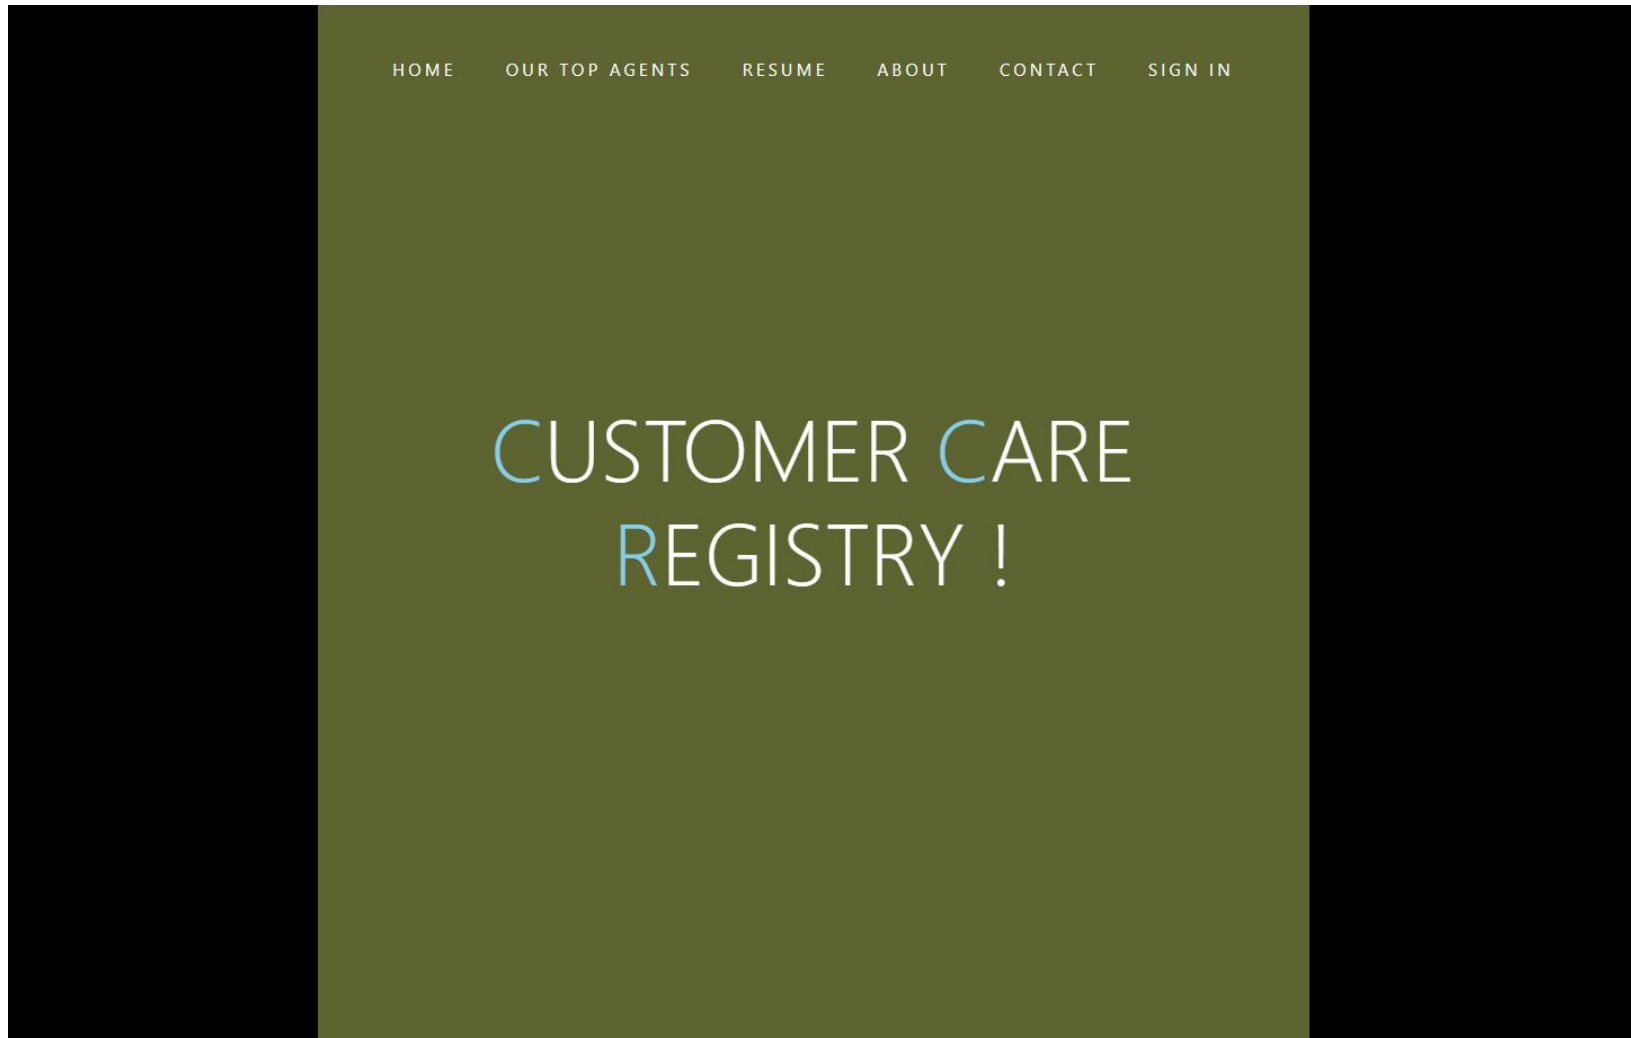 HOME OUR TOP AGENTS RESUME ABOUT CONTACT SIGN IN
CUSTOMER CARE
REGISTRY !